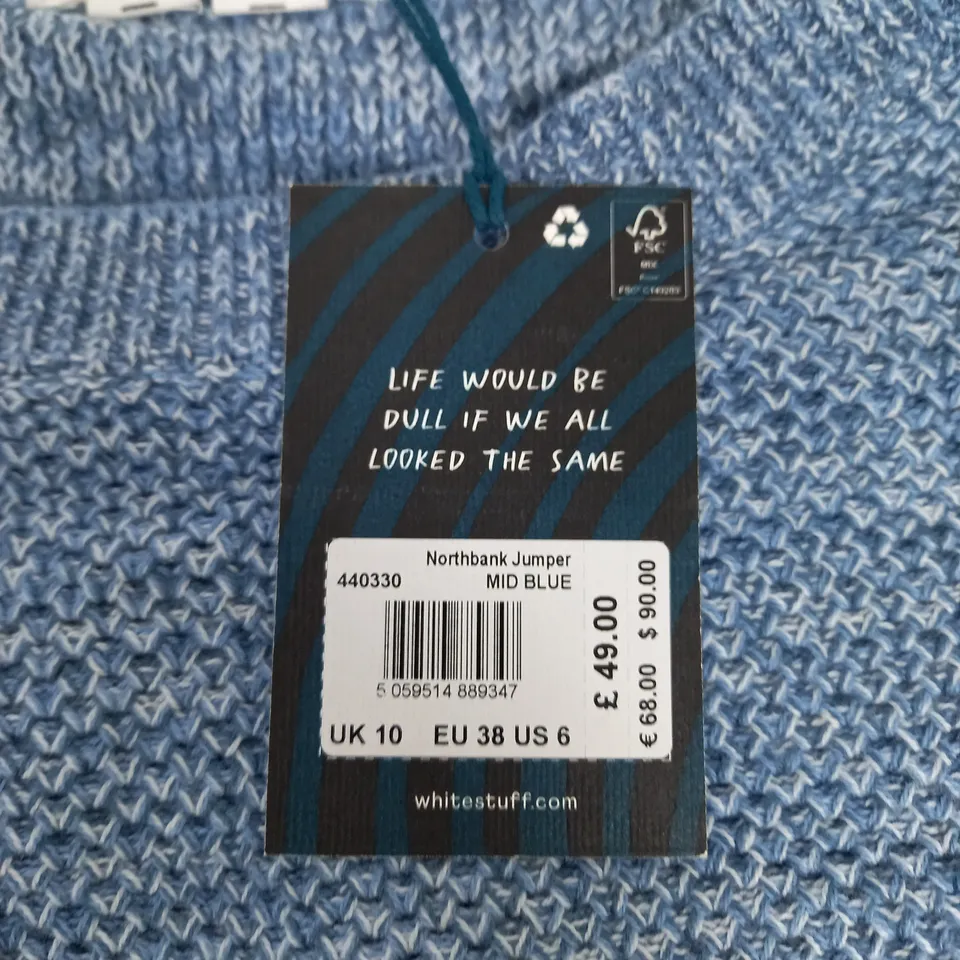 FSC
LIFE WOULD BE
DULL IF WE ALL
LOOKED THE SAME
Northbank Jumper
440330 MID BLUE
5 059514 889347
UK 10 EU 38 US 6
£ 49.00
€ 68.00 $ 90.00
whitestuff.com